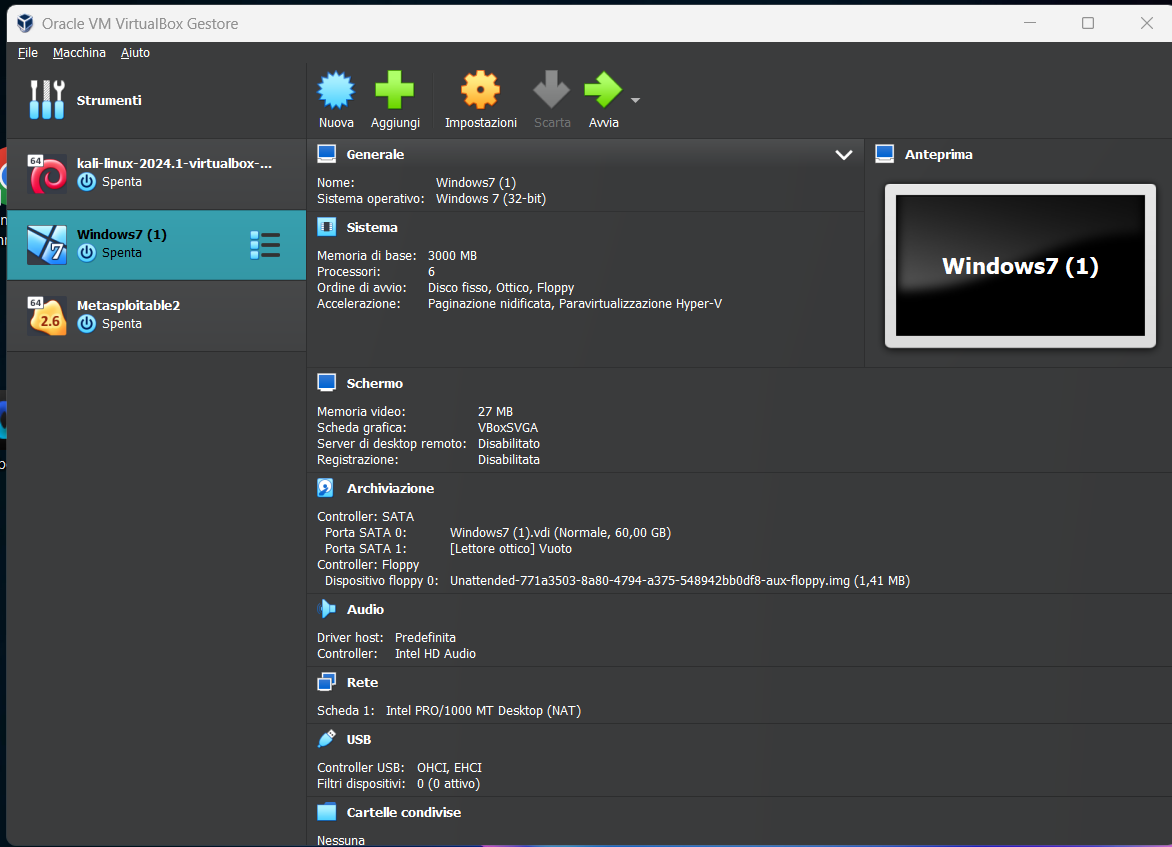 Oracle VM VirtualBox Gestore
File Macchina Aiuto
Strumenti
Nuova Aggiungi Impostazioni Scarta Avvia
64
kali-linux-2024.1-virtualbox-...
Spenta
7
Windows7 (1)
Spenta
64
2.6
Metasploitable2
Spenta
Generale
Nome: Windows7 (1)
Sistema operativo: Windows 7 (32-bit)
Sistema
Memoria di base: 3000 MB
Processori: 6
Ordine di avvio: Disco fisso, Ottico, Floppy
Accelerazione: Paginazione nidificata, Paravirtualizzazione Hyper-V
Anteprima
Windows7 (1)
Schermo
Memoria video: 27 MB
Scheda grafica: VBoxSVGA
Server di desktop remoto: Disabilitato
Registrazione: Disabilitata
Archiviazione
Controller: SATA
Porta SATA 0: Windows7 (1).vdi (Normale, 60,00 GB)
Porta SATA 1: [Lettore ottico] Vuoto
Controller: Floppy
Dispositivo floppy 0: Unattended-771a3503-8a80-4794-a375-548942bb0df8-aux-floppy.img (1,41 MB)
Audio
Driver host: Predefinita
Controller: Intel HD Audio
Rete
Scheda 1: Intel PRO/1000 MT Desktop (NAT)
USB
Controller USB: OHCI, EHCI
Filtri dispositivi: 0 (0 attivo)
Cartelle condivise
Nessuna